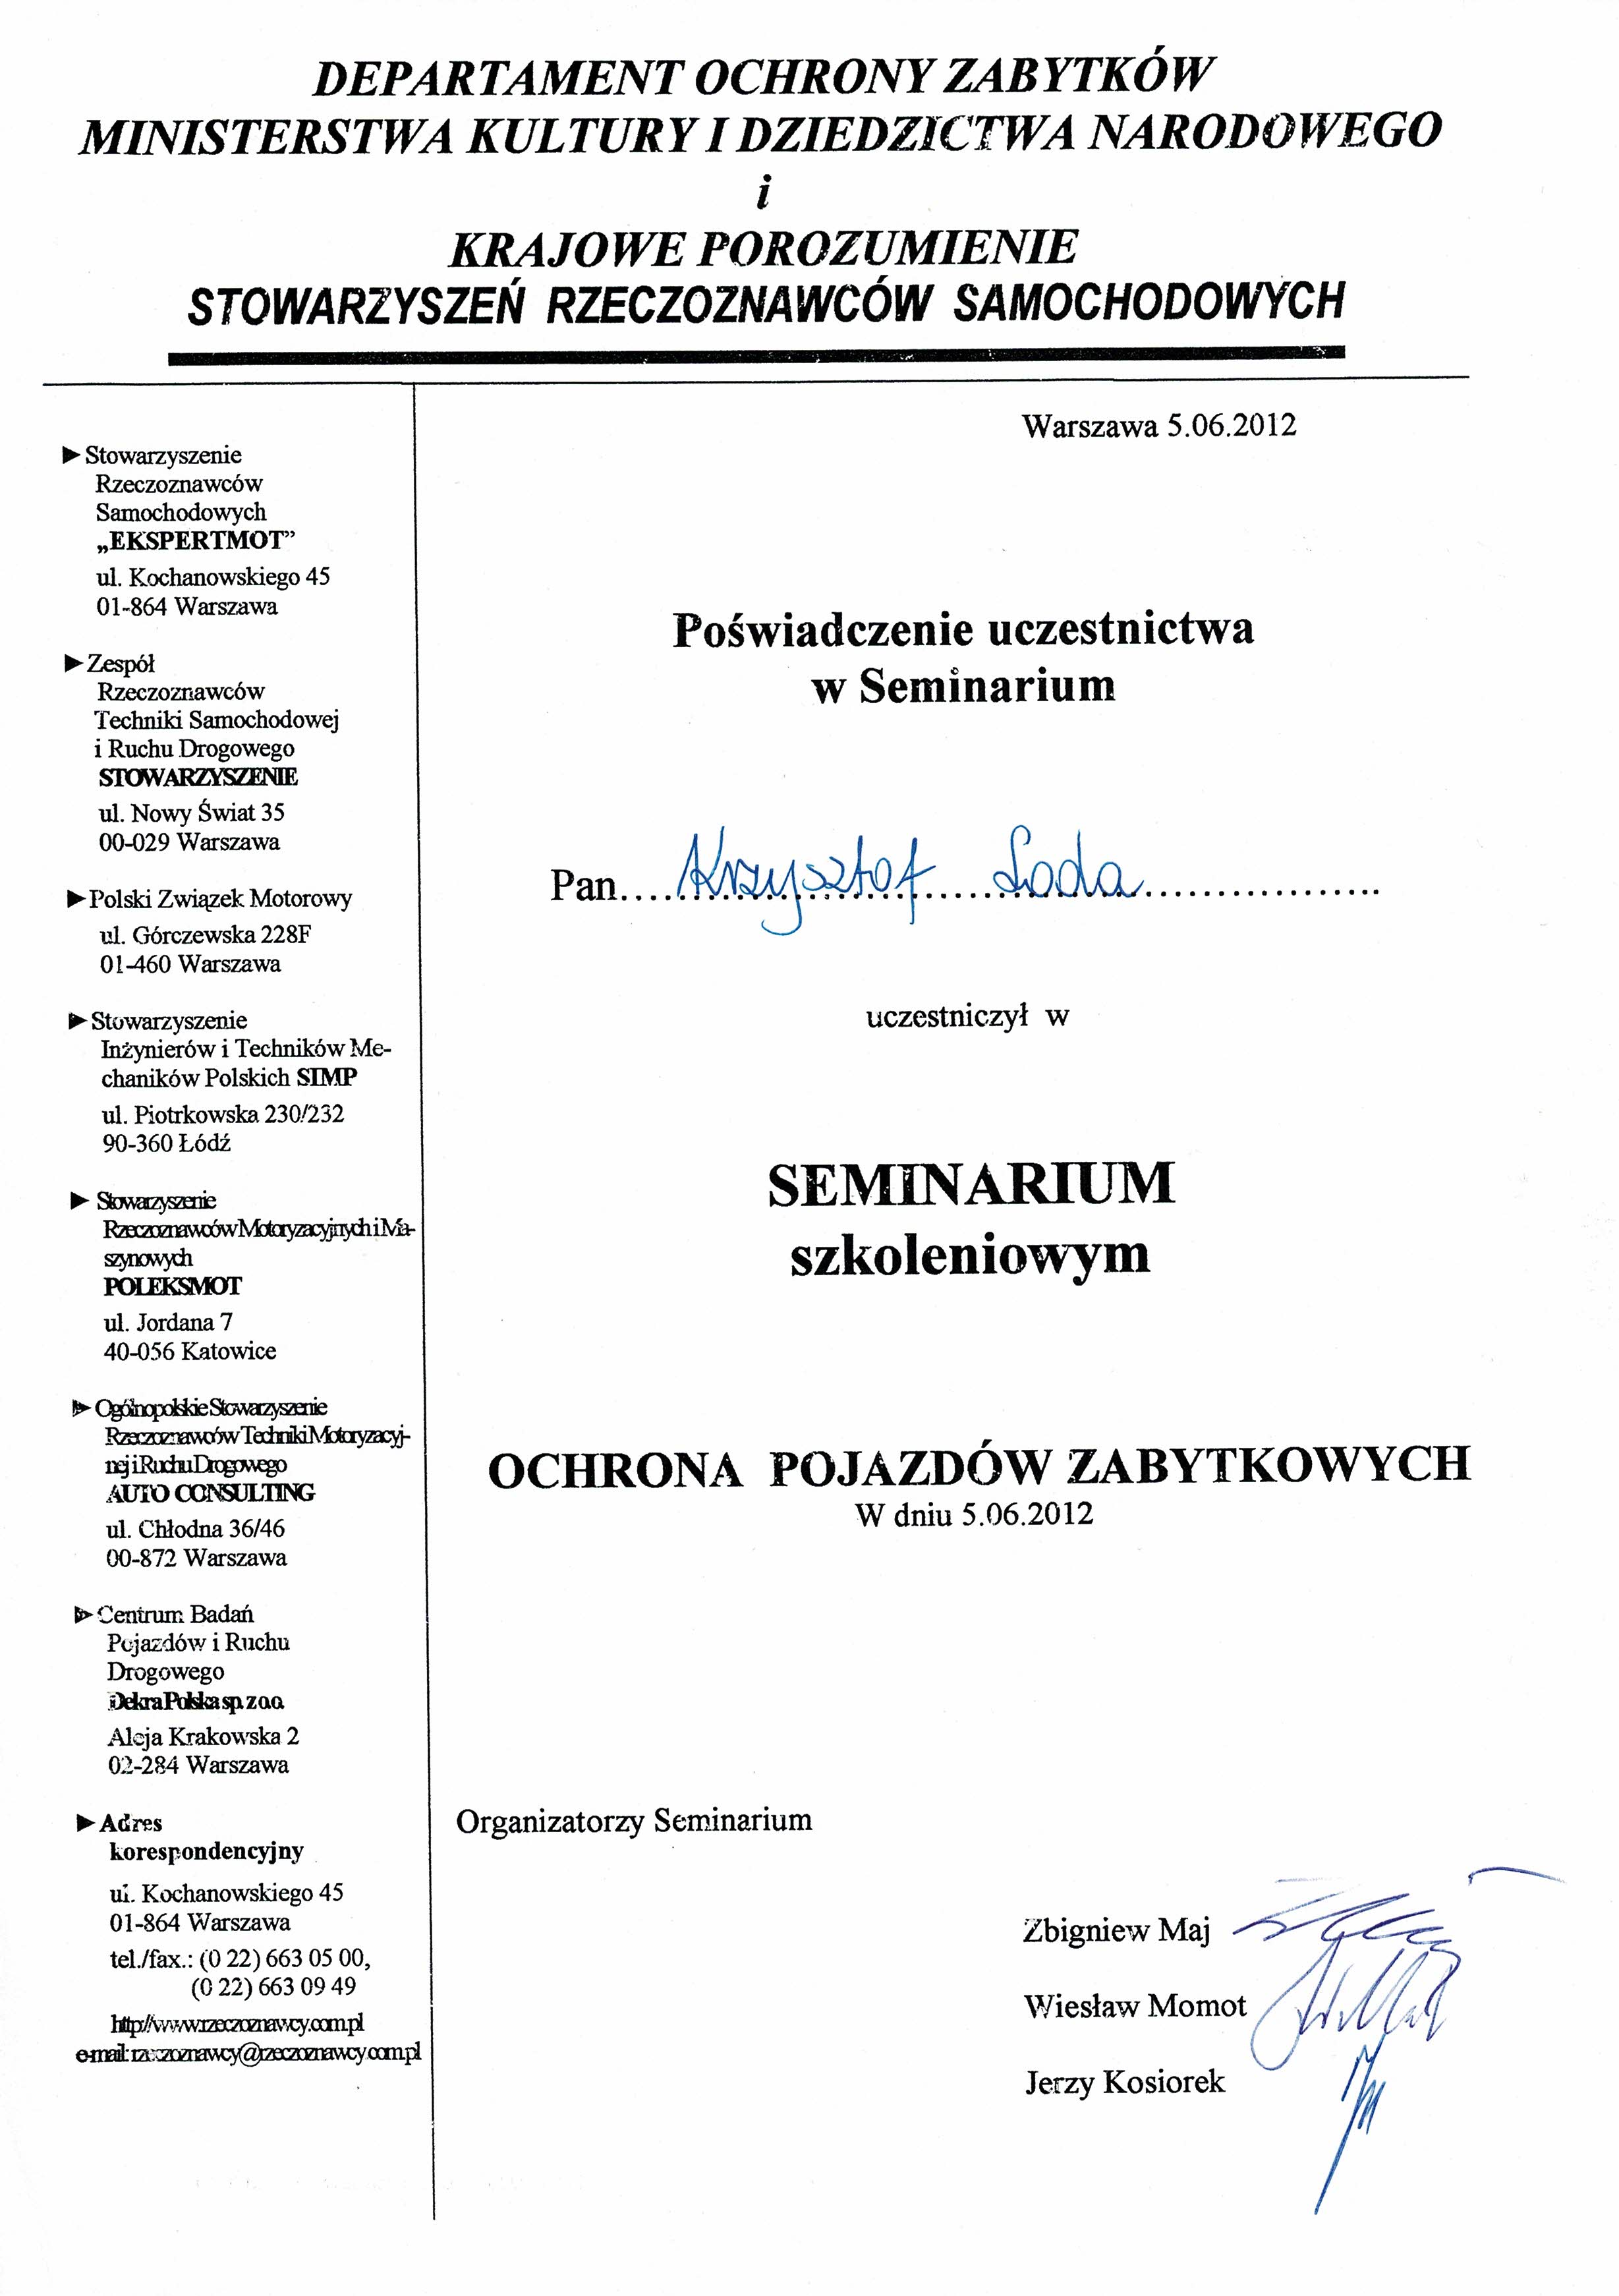 DEPARTAMENT OCHRONY ZABYTKÓW
MINISTERSTWA KULTURY I DZIEDZICTWA NARODOWEGO
i
KRAJOWE POROZUMIENIE
STOWARZYSZEŃ RZECZOZNAWCÓW SAMOCHODOWYCH
►Stowarzyszenie
Rzeczoznawców
Samochodowych
„EKSPERTMOT”
ul. Kochanowskiego 45
01-864 Warszawa
►Zespół
Rzeczoznawców
Techniki Samochodowej
i Ruchu Drogowego
STOWARZYSZENIE
ul. Nowy Świat 35
00-029 Warszawa
►Polski Związek Motorowy
ul. Górczewska 228F
01-460 Warszawa
►Stowarzyszenie
Inżynierów i Techników Me-
chaników Polskich SIMP
ul. Piotrkowska 230/232
90-360 Łódź
► Stowarzyszenie
Rzeczoznawców Motoryzacyjnych i Ma-
szynowych
POLEKSMOT
ul. Jordana 7
40-056 Katowice
► Ogólnopolskie Stowarzyszenie
Rzeczoznawców Techniki Motoryzacyj-
nej i Ruchu Drogowego
AUTO CONSULTING
ul. Chłodna 36/46
00-872 Warszawa
►Centrum Badań
Pojazdów i Ruchu
Drogowego
Dekra Polska sp. z o.o.
Aleja Krakowska 2
02-284 Warszawa
►Adres
korespondencyjny
ul. Kochanowskiego 45
01-864 Warszawa
tel./fax.: (0 22) 663 05 00,
(0 22) 663 09 49
http://www.rzeczoznawcy.com.pl
e-mail: rzeczoznawcy@rzeczoznawcy.com.pl
Warszawa 5.06.2012
Poświadczenie uczestnictwa
w Seminarium
Pan....Krzysztof Loda....
uczestniczył w
SEMINARIUM
szkoleniowym
OCHRONA POJAZDÓW ZABYTKOWYCH
W dniu 5.06.2012
Organizatorzy Seminarium
Zbigniew Maj
Wiesław Momot
Jerzy Kosiorek